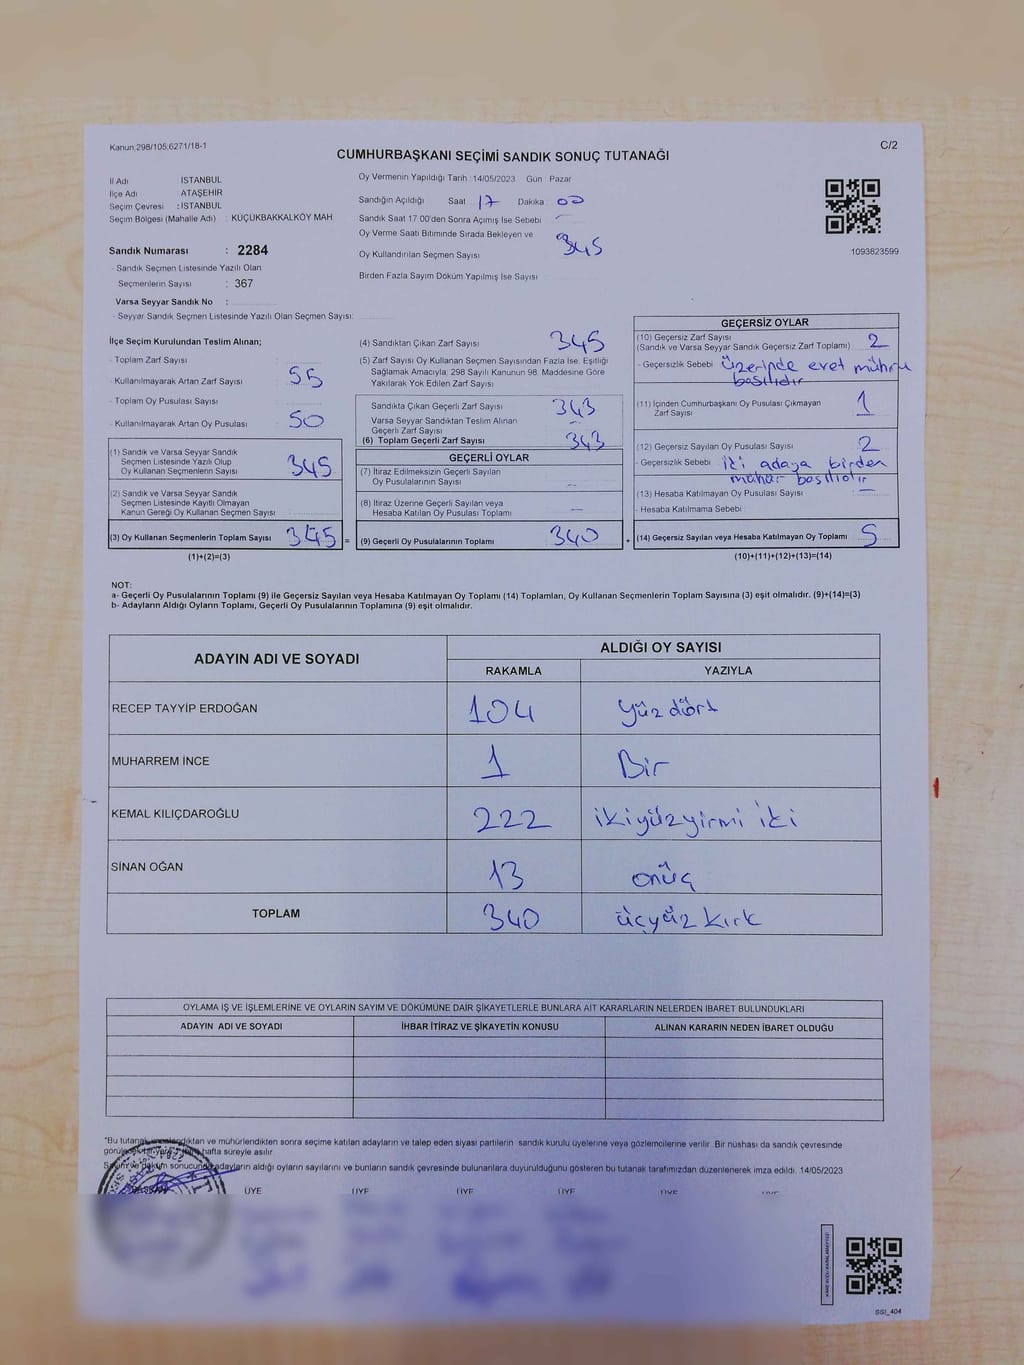 Kanun:298/105;6271/18-1
C/2
CUMHURBAŞKANI SEÇİMİ SANDIK SONUÇ TUTANAĞI
İl Adı : İSTANBUL
İlçe Adı : ATAŞEHİR
Seçim Çevresi : İSTANBUL
Seçim Bölgesi (Mahalle Adı) : KÜÇÜKBAKKALKÖY MAH.
Sandık Numarası : 2284
- Sandık Seçmen Listesinde Yazılı Olan
Seçmenlerin Sayısı : 367
Varsa Seyyar Sandık No :
- Seyyar Sandık Seçmen Listesinde Yazılı Olan Seçmen Sayısı:
Oy Vermenin Yapıldığı Tarih :14/05/2023 Gün : Pazar
Sandığın Açıldığı Saat 17 Dakika: 00
Sandık Saat 17:00'den Sonra Açımış İse Sebebi
Oy Verme Saati Bitiminde Sırada Bekleyen ve
Oy Kullandırılan Seçmen Sayısı 345
Birden Fazla Sayım Döküm Yapılmış İse Sayısı
1093823599
İlçe Seçim Kurulundan Teslim Alınan;
- Toplam Zarf Sayısı
- Kullanılmayarak Artan Zarf Sayısı 55
- Toplam Oy Pusulası Sayısı
- Kullanılmayarak Artan Oy Pusulası 50
(1) Sandık ve Varsa Seyyar Sandık
Seçmen Listesinde Yazılı Olup
Oy Kullanan Seçmenlerin Sayısı 345
(2) Sandık ve Varsa Seyyar Sandık
Seçmen Listesinde Kayıtlı Olmayan
Kanun Gereği Oy Kullanan Seçmen Sayısı
(3) Oy Kullanan Seçmenlerin Toplam Sayısı 345 =
(1)+(2)=(3)
(4) Sandıktan Çıkan Zarf Sayısı 345
(5) Zarf Sayısı Oy Kullanan Seçmen Sayısından Fazla İse, Eşitliği
Sağlamak Amacıyla; 298 Sayılı Kanunun 98. Maddesine Göre
Yakılarak Yok Edilen Zarf Sayısı
Sandıkta Çıkan Geçerli Zarf Sayısı 343
Varsa Seyyar Sandıktan Teslim Alınan
Geçerli Zarf Sayısı
(6) Toplam Geçerli Zarf Sayısı 343
GEÇERLİ OYLAR
(7) İtiraz Edilmeksizin Geçerli Sayılan
Oy Pusulalarının Sayısı —
(8) İtiraz Üzerine Geçerli Sayılan veya
Hesaba Katılan Oy Pusulası Toplamı —
(9) Geçerli Oy Pusulalarının Toplamı 340 +
GEÇERSİZ OYLAR
(10) Geçersiz Zarf Sayısı
(Sandık ve Varsa Seyyar Sandık Geçersiz Zarf Toplamı) 2
- Geçersizlik Sebebi Üzerinde evet mührü
basılıdır
(11) İçinden Cumhurbaşkanı Oy Pusulası Çıkmayan
Zarf Sayısı 1
(12) Geçersiz Sayılan Oy Pusulası Sayısı 2
- Geçersizlik Sebebi iki adaya birden
mühür basılıdır
(13) Hesaba Katılmayan Oy Pusulası Sayısı —
- Hesaba Katılmama Sebebi :
(14) Geçersiz Sayılan veya Hesaba Katılmayan Oy Toplamı 5
(10)+(11)+(12)+(13)=(14)
NOT:
a- Geçerli Oy Pusulalarının Toplamı (9) ile Geçersiz Sayılan veya Hesaba Katılmayan Oy Toplamı (14) Toplamları, Oy Kullanan Seçmenlerin Toplam Sayısına (3) eşit olmalıdır. (9)+(14)=(3)
b- Adayların Aldığı Oyların Toplamı, Geçerli Oy Pusulalarının Toplamına (9) eşit olmalıdır.
ADAYIN ADI VE SOYADI
ALDIĞI OY SAYISI
RAKAMLA YAZIYLA
RECEP TAYYİP ERDOĞAN 104 Yüz dört
MUHARREM İNCE 1 Bir
KEMAL KILIÇDAROĞLU 222 ikiyüzyirmi iki
SİNAN OĞAN 13 onüç
TOPLAM 340 üçyüz kırk
OYLAMA İŞ VE İŞLEMLERİNE VE OYLARIN SAYIM VE DÖKÜMÜNE DAİR ŞİKAYETLERLE BUNLARA AİT KARARLARIN NELERDEN İBARET BULUNDUKLARI
ADAYIN ADI VE SOYADI İHBAR İTİRAZ VE ŞİKAYETİN KONUSU ALINAN KARARIN NEDEN İBARET OLDUĞU
*Bu tutanak ve mühürlendikten sonra seçime katılan adayların ve talep eden siyasi partilerin sandık kurulu üyelerine veya gözlemcilerine verilir. Bir nüshası da sandık çevresinde
hafta süreyle asılır.
sonucunda adayların aldığı oyların sayılarını ve bunların sandık çevresinde bulunanlara duyurulduğunu gösteren bu tutanak tarafımızdan düzenlenerek imza edildi. 14/05/2023
BAŞKAN ÜYE ÜYE ÜYE ÜYE ÜYE ÜYE
SSI_404